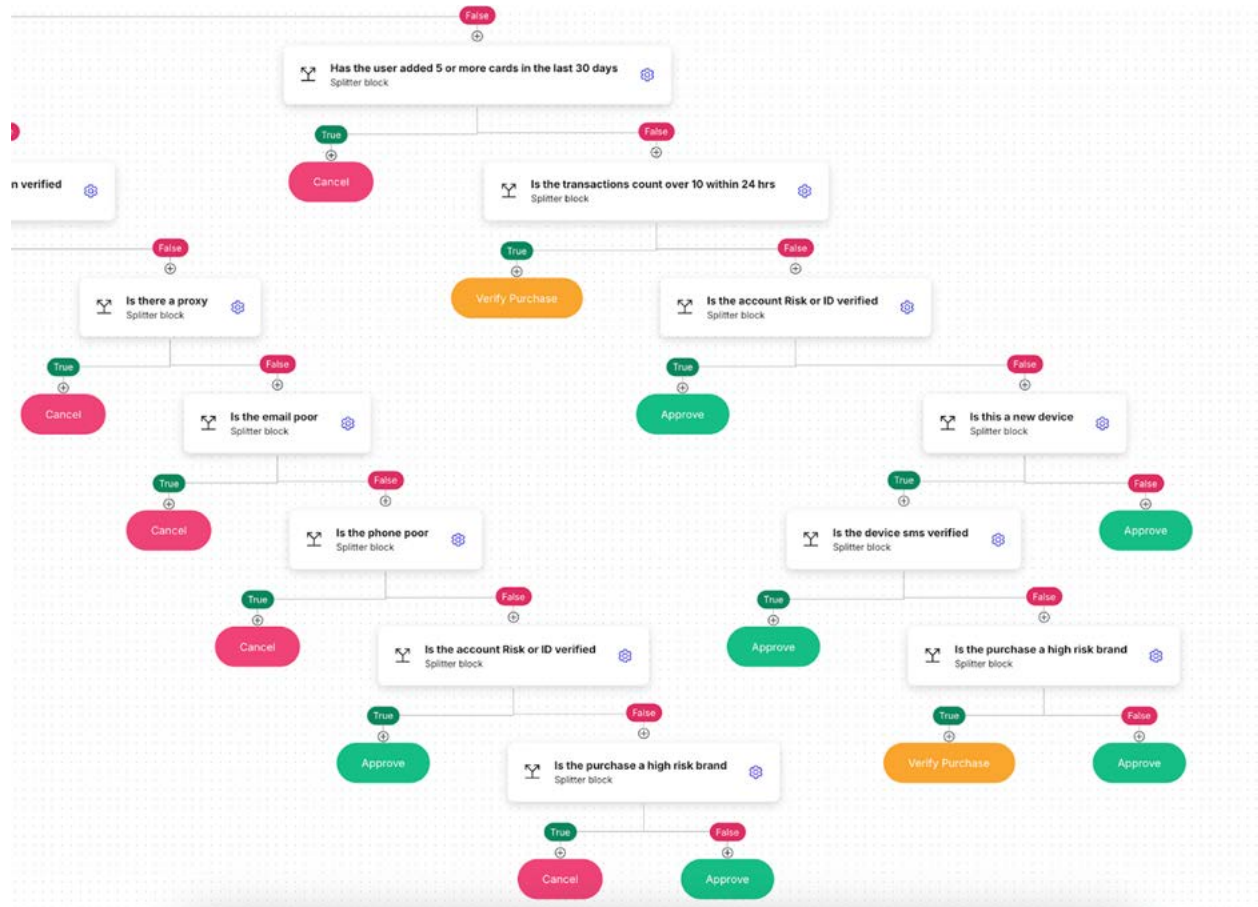 False
Has the user added 5 or more cards in the last 30 days
Splitter block
True
False
Cancel
n verified
Is the transactions count over 10 within 24 hrs
Splitter block
False
True
False
Is there a proxy
Splitter block
Verify Purchase
Is the account Risk or ID verified
Splitter block
True
False
True
False
Cancel
Is the email poor
Splitter block
Approve
Is this a new device
Splitter block
True
False
True
False
Cancel
Is the phone poor
Splitter block
Is the device sms verified
Splitter block
Approve
True
False
True
False
Cancel
Is the account Risk or ID verified
Splitter block
Approve
Is the purchase a high risk brand
Splitter block
True
False
True
False
Approve
Is the purchase a high risk brand
Splitter block
Verify Purchase
Approve
True
False
Cancel
Approve